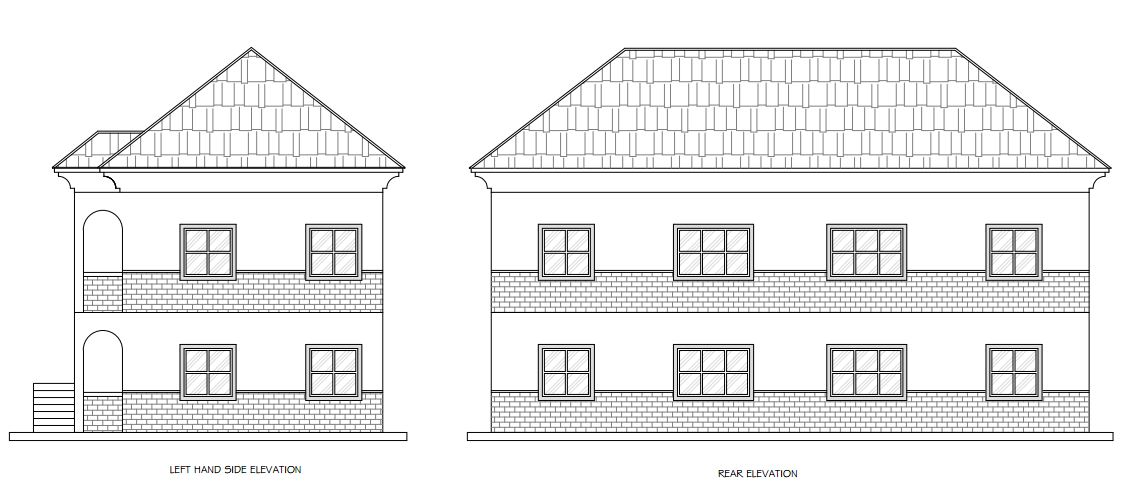 LEFT HAND SIDE ELEVATION
REAR ELEVATION